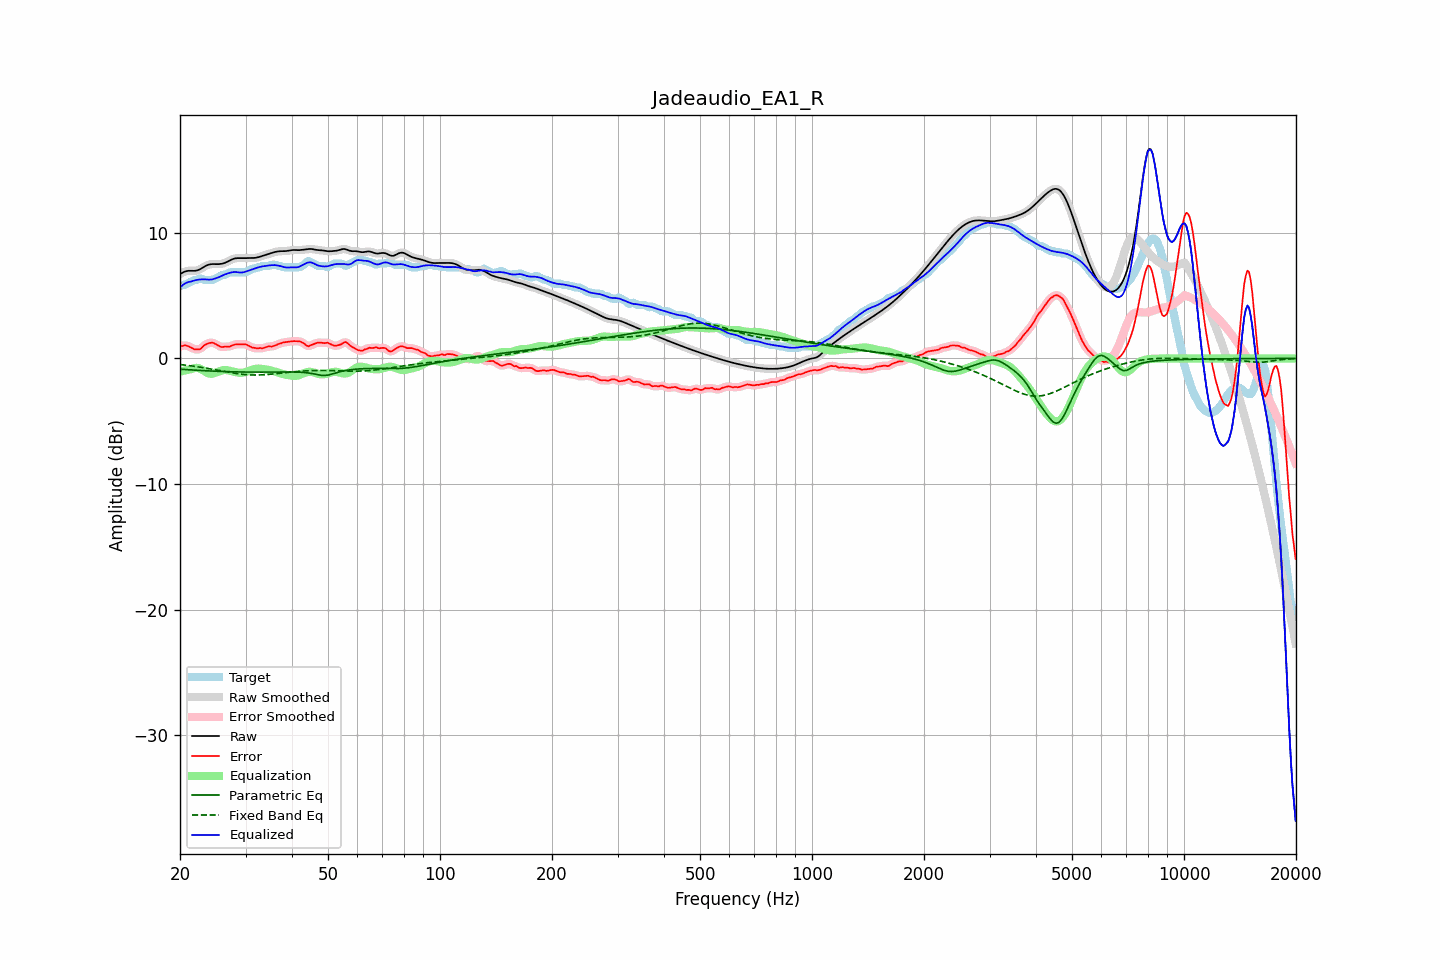 Jadeaudio_EA1_R
10
0
−10
−20
−30
Amplitude (dBr)
Target
Raw Smoothed
Error Smoothed
Raw
Error
Equalization
Parametric Eq
Fixed Band Eq
Equalized
20 50 100 200 500 1000 2000 5000 10000 20000
Frequency (Hz)